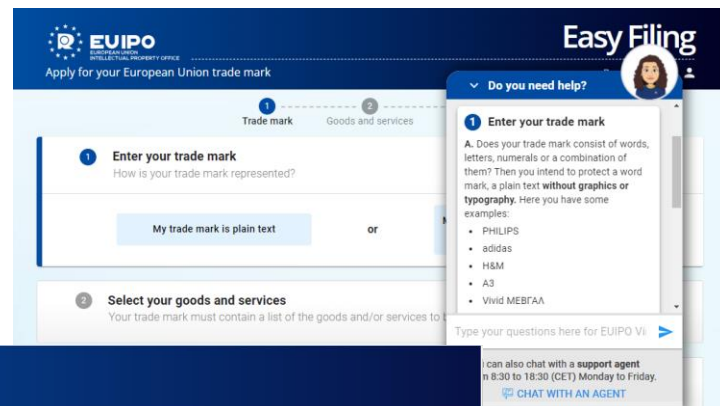 EUIPO
EUROPEAN UNION
INTELLECTUAL PROPERTY OFFICE
Easy Filing
Apply for your European Union trade mark
Do you need help?
1
2
Trade mark
Goods and services
1 Enter your trade mark
How is your trade mark represented?
My trade mark is plain text
or
2 Select your goods and services
Your trade mark must contain a list of the goods and/or services to
1 Enter your trade mark
A. Does your trade mark consist of words,
letters, numerals or a combination of
them? Then you intend to protect a word
mark, a plain text without graphics or
typography. Here you have some
examples:
• PHILIPS
• adidas
• H&M
• A3
• Vivid ΜΕΒΓΑΛ
Type your questions here for EUIPO Vi
can also chat with a support agent
8:30 to 18:30 (CET) Monday to Friday.
CHAT WITH AN AGENT